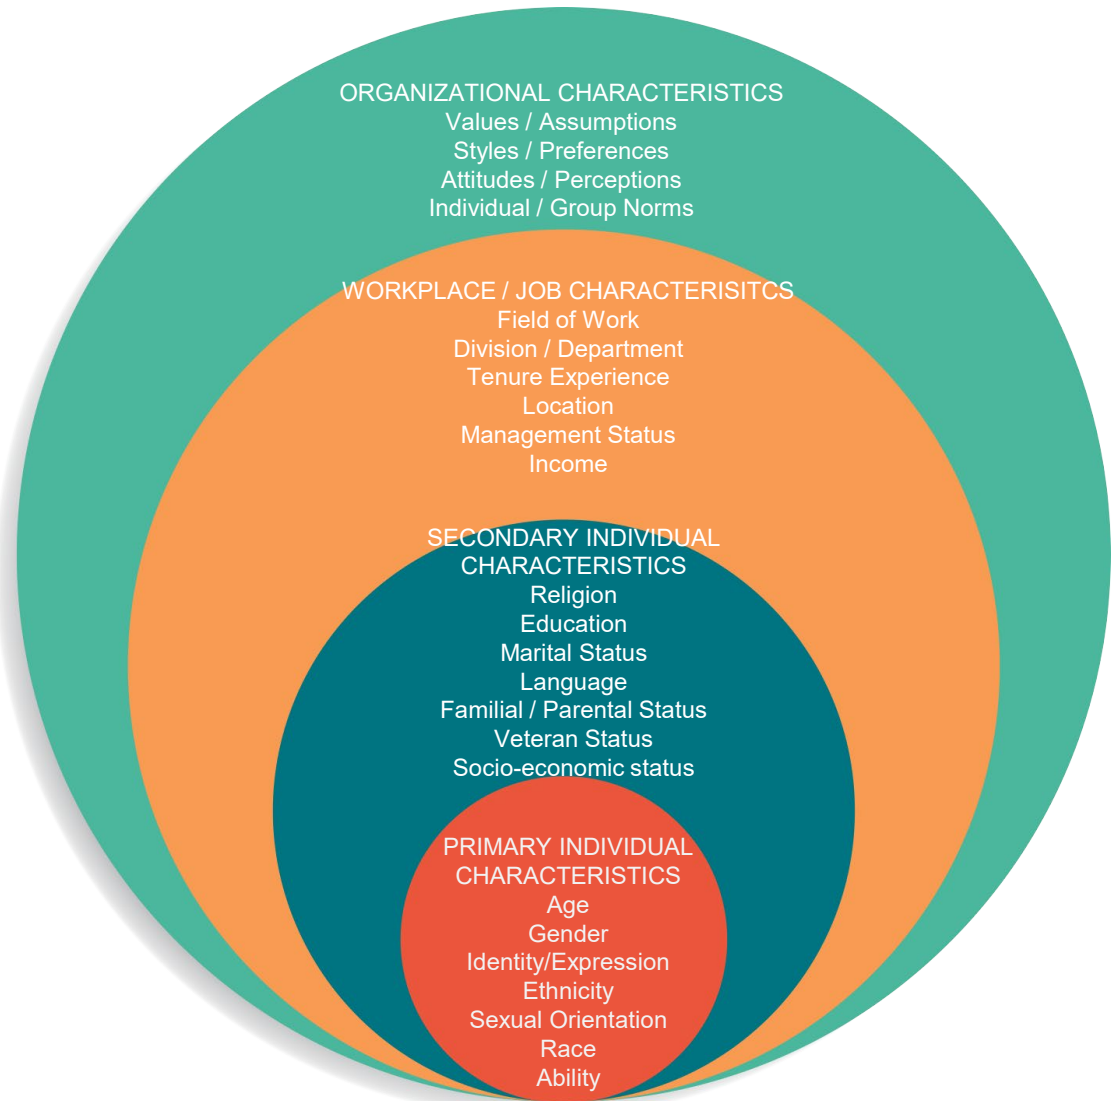 ORGANIZATIONAL CHARACTERISTICS
Values / Assumptions
Styles / Preferences
Attitudes / Perceptions
Individual / Group Norms
WORKPLACE / JOB CHARACTERISITCS
Field of Work
Division / Department
Tenure Experience
Location
Management Status
Income
SECONDARY INDIVIDUAL
CHARACTERISTICS
Religion
Education
Marital Status
Language
Familial / Parental Status
Veteran Status
Socio-economic status
PRIMARY INDIVIDUAL
CHARACTERISTICS
Age
Gender
Identity/Expression
Ethnicity
Sexual Orientation
Race
Ability